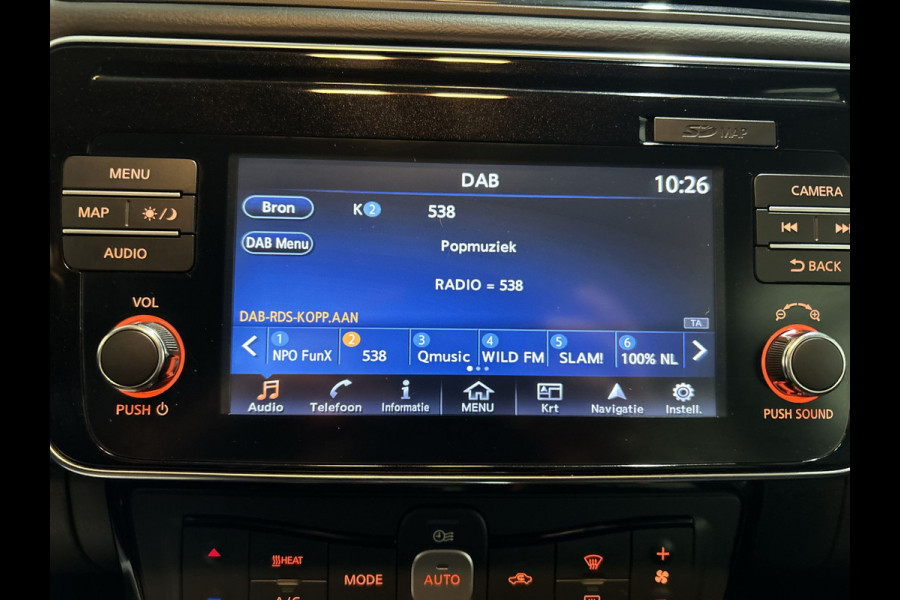 SD MAP
MENU
MAP
AUDIO
VOL
PUSH
DAB
10:26
Bron
K 2
538
DAB Menu
Popmuziek
RADIO = 538
DAB-RDS-KOPP.AAN
TA
1
NPO FunX
2
538
3
Qmusic
4
WILD FM
5
SLAM!
6
100% NL
Audio
Telefoon
Informatie
MENU
Krt
Navigatie
Instell.
CAMERA
BACK
PUSH SOUND
HEAT
MODE
AUTO
A/C